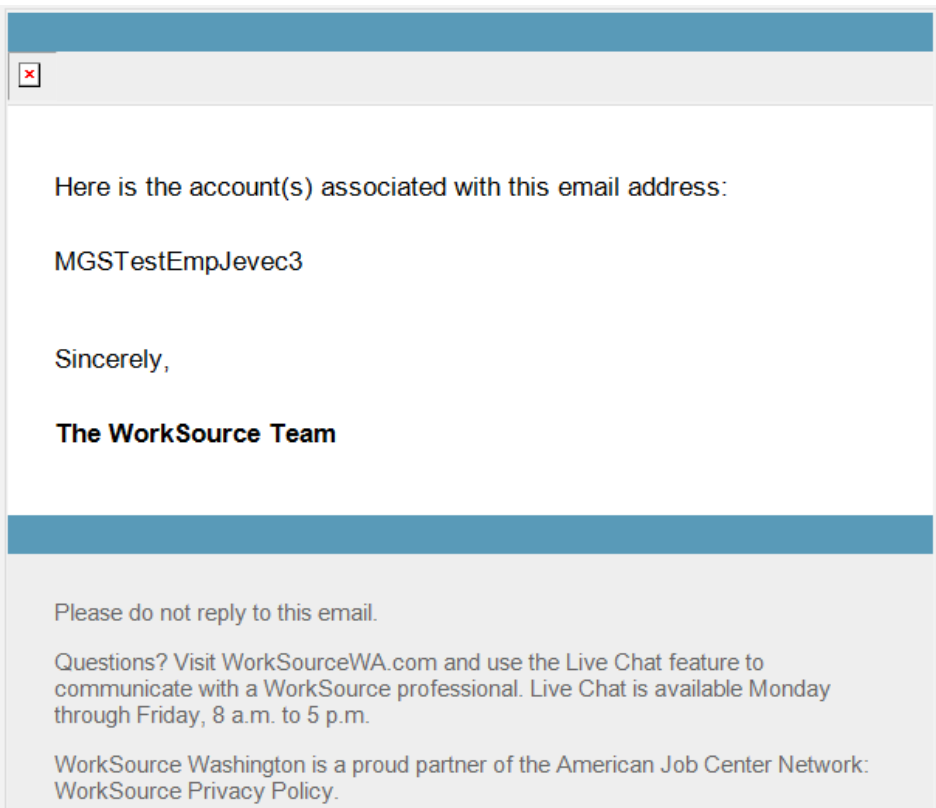 Here is the account(s) associated with this email address:
MGSTestEmpJevec3
Sincerely,
The WorkSource Team
Please do not reply to this email.
Questions? Visit WorkSourceWA.com and use the Live Chat feature to
communicate with a WorkSource professional. Live Chat is available Monday
through Friday, 8 a.m. to 5 p.m.
WorkSource Washington is a proud partner of the American Job Center Network:
WorkSource Privacy Policy.